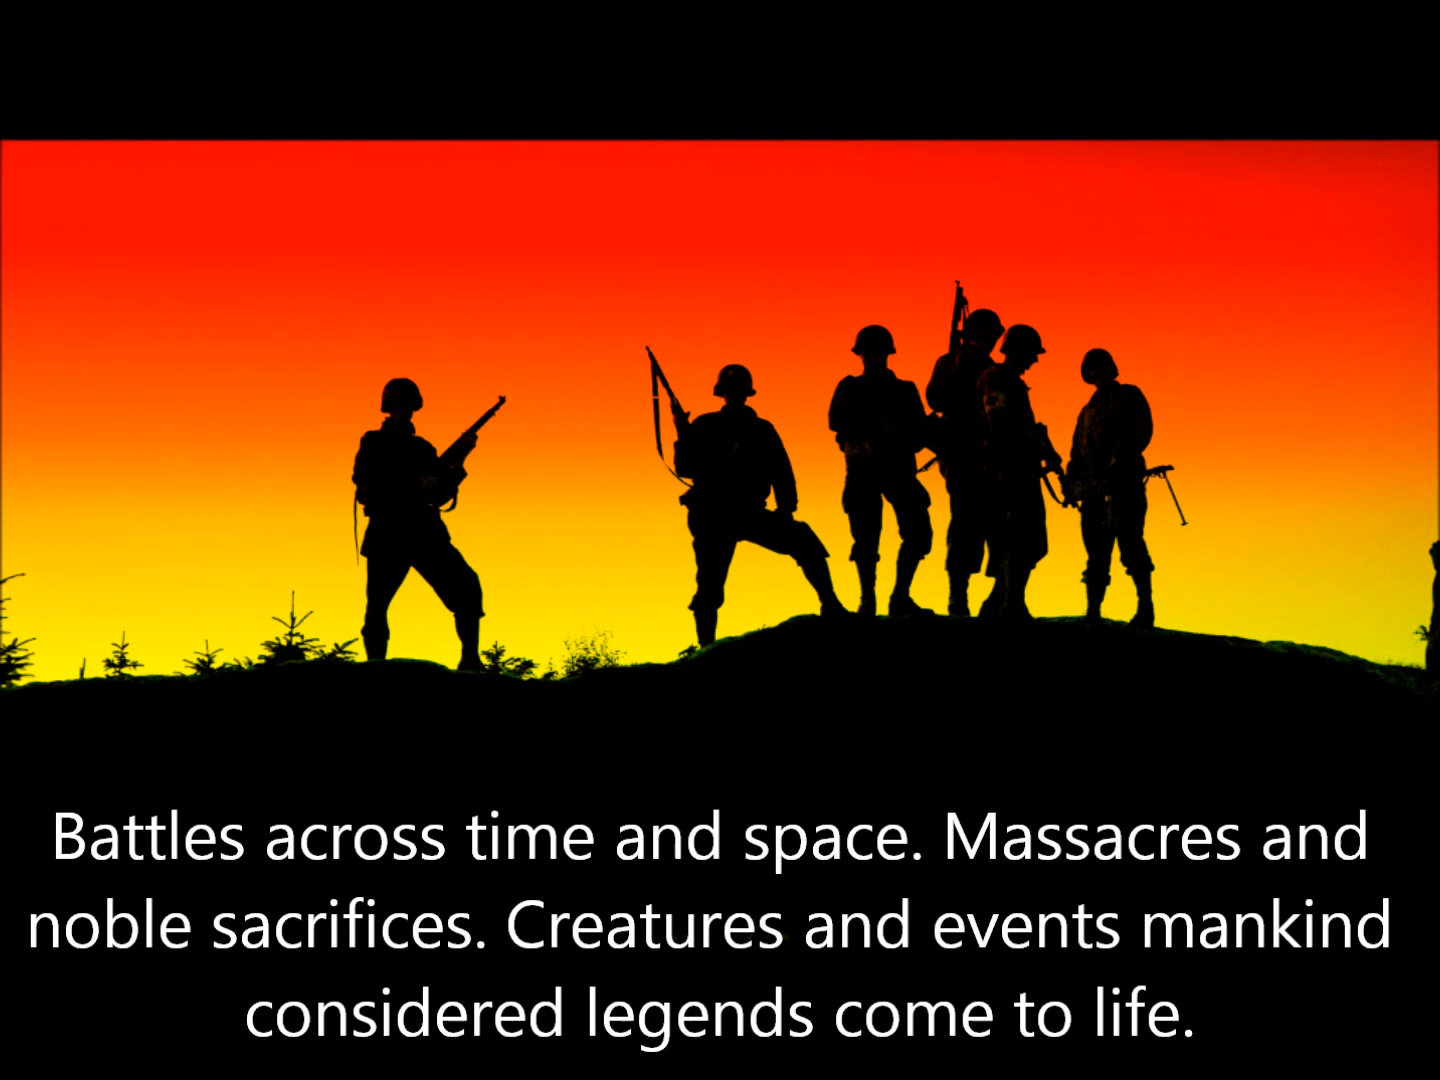 Battles across time and space. Massacres and
noble sacrifices. Creatures and events mankind
considered legends come to life.